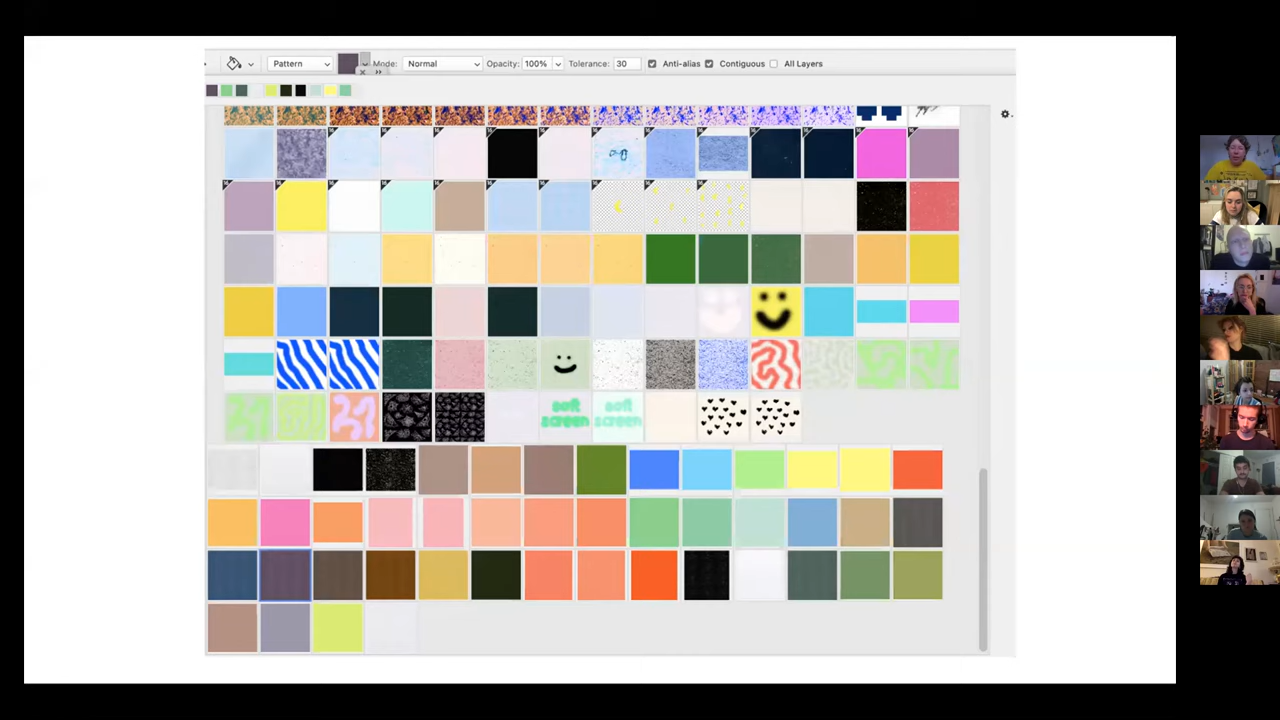 Pattern Mode: Normal Opacity: 100% Tolerance: 30 Anti-alias Contiguous All Layers
soft soft
screen screen